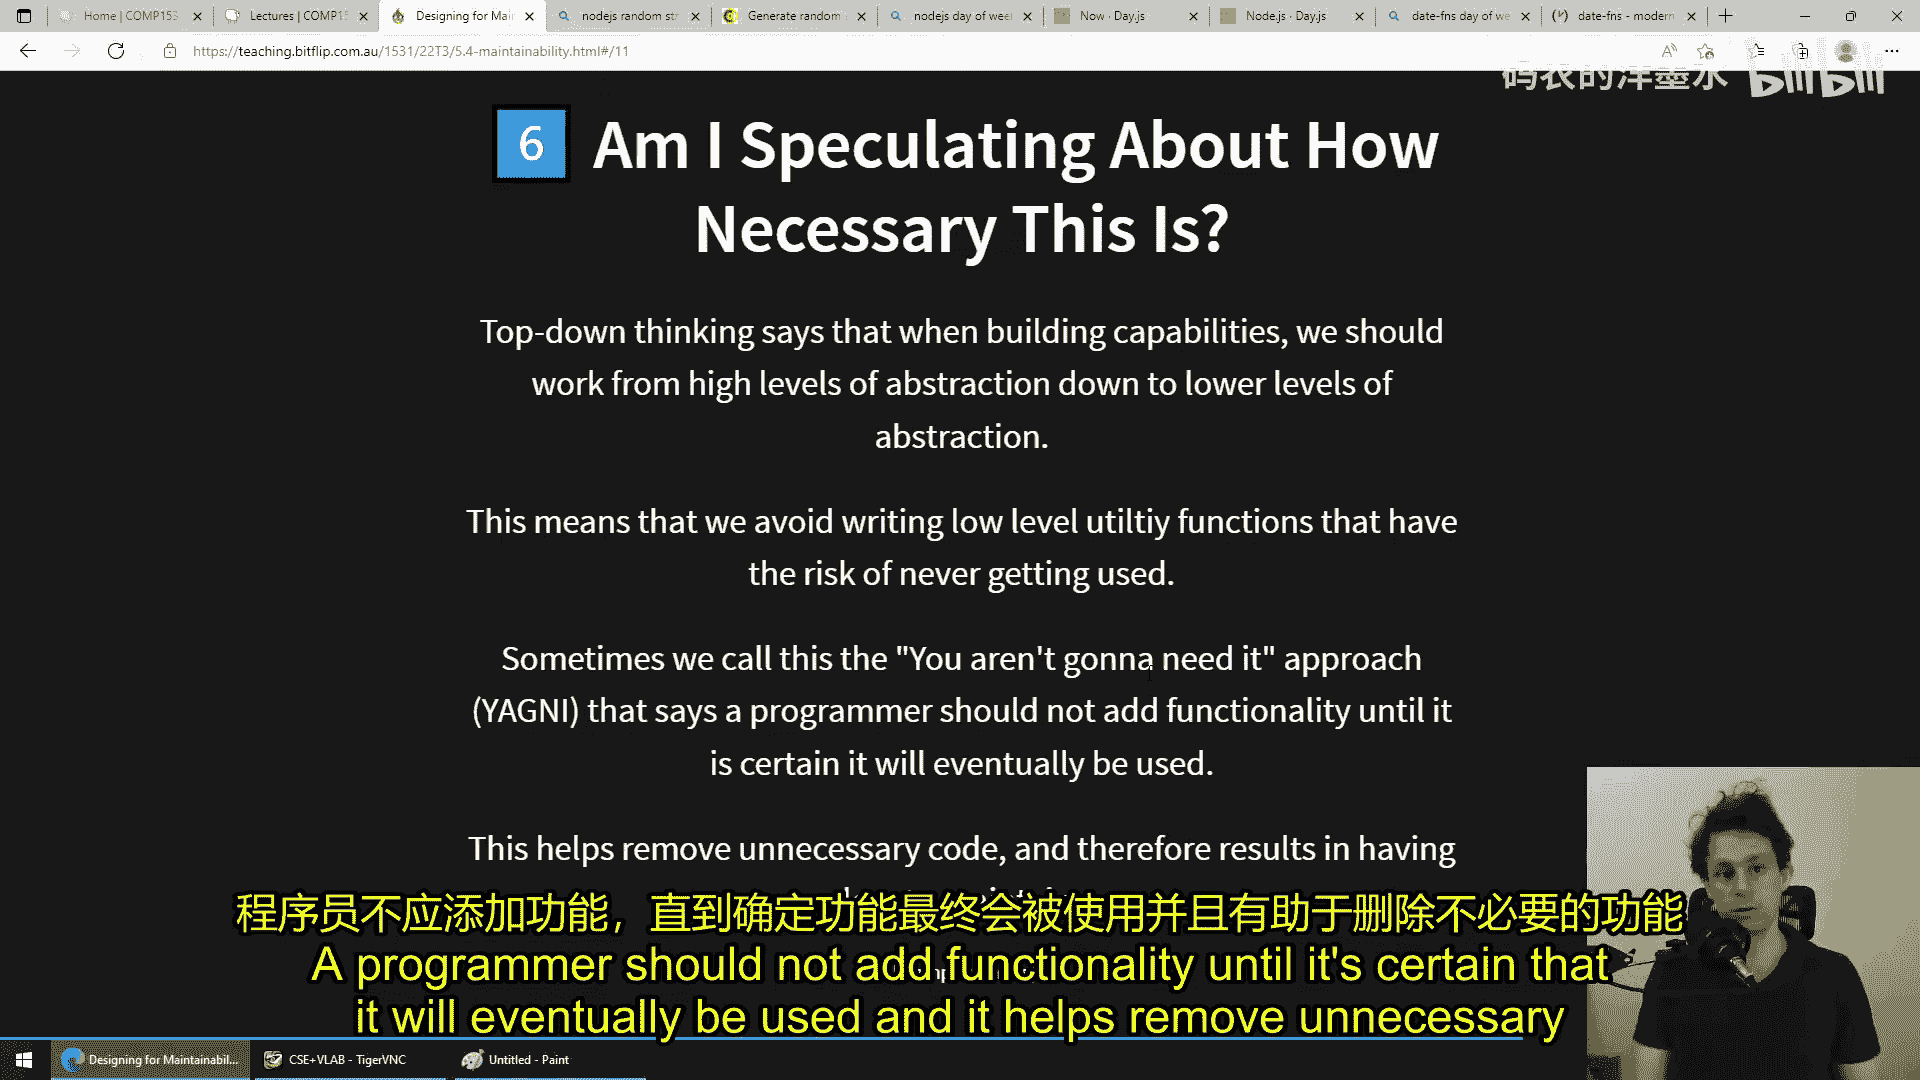 Home | COMP153
Lectures | COMP15
Designing for Mai
nodejs random str
Generate random
nodejs day of wee
Now · Day.js
Node.js · Day.js
date-fns day of we
date-fns - modern
https://teaching.bitflip.com.au/1531/22T3/5.4-maintainability.html#/11
码农的洋墨水 bilibili
6 Am I Speculating About How
Necessary This Is?
Top-down thinking says that when building capabilities, we should
work from high levels of abstraction down to lower levels of
abstraction.
This means that we avoid writing low level utiltiy functions that have
the risk of never getting used.
Sometimes we call this the "You aren't gonna need it" approach
(YAGNI) that says a programmer should not add functionality until it
is certain it will eventually be used.
This helps remove unnecessary code, and therefore results in having
程序员不应添加功能，直到确定功能最终会被使用并且有助于删除不必要的功能
A programmer should not add functionality until it's certain that
it will eventually be used and it helps remove unnecessary
Designing for Maintainabil...
CSE+VLAB - TigerVNC
Untitled - Paint